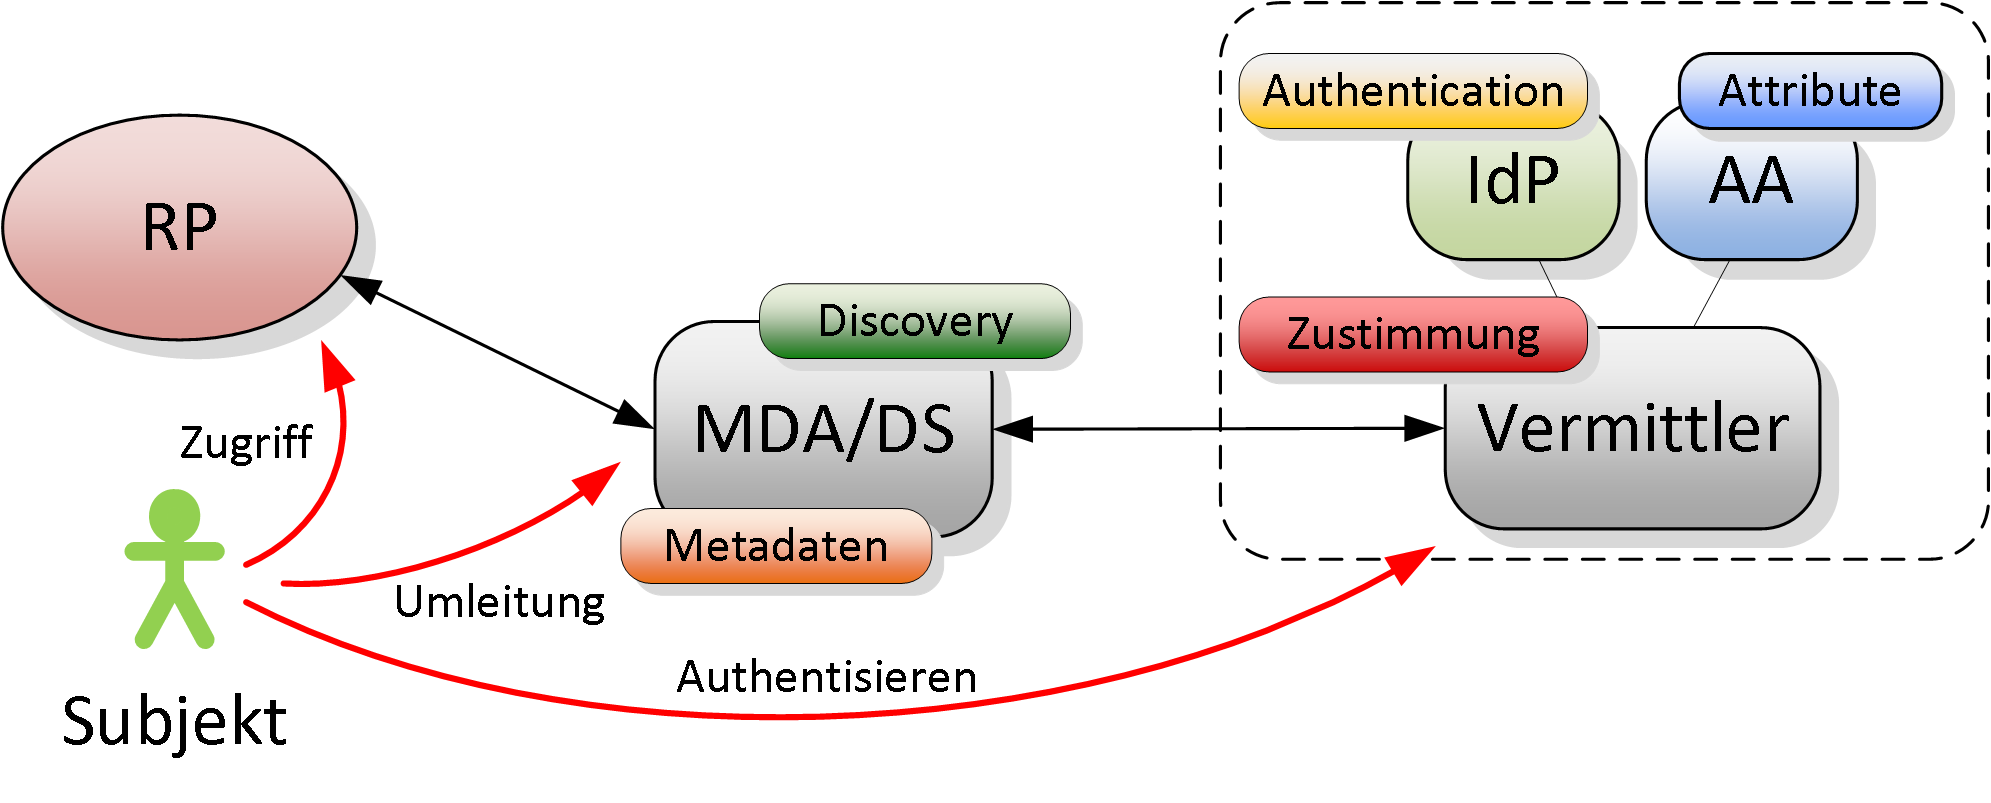 Authentication
Attribute
IdP
AA
RP
Discovery
Zustimmung
MDA/DS
Vermittler
Zugriff
Metadaten
Umleitung
Authentisieren
Subjekt